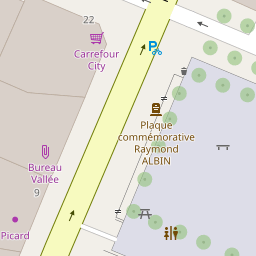 22
Carrefour
City
P
Plaque
commémorative
Raymond
ALBIN
Bureau
Vallée
9
Picard